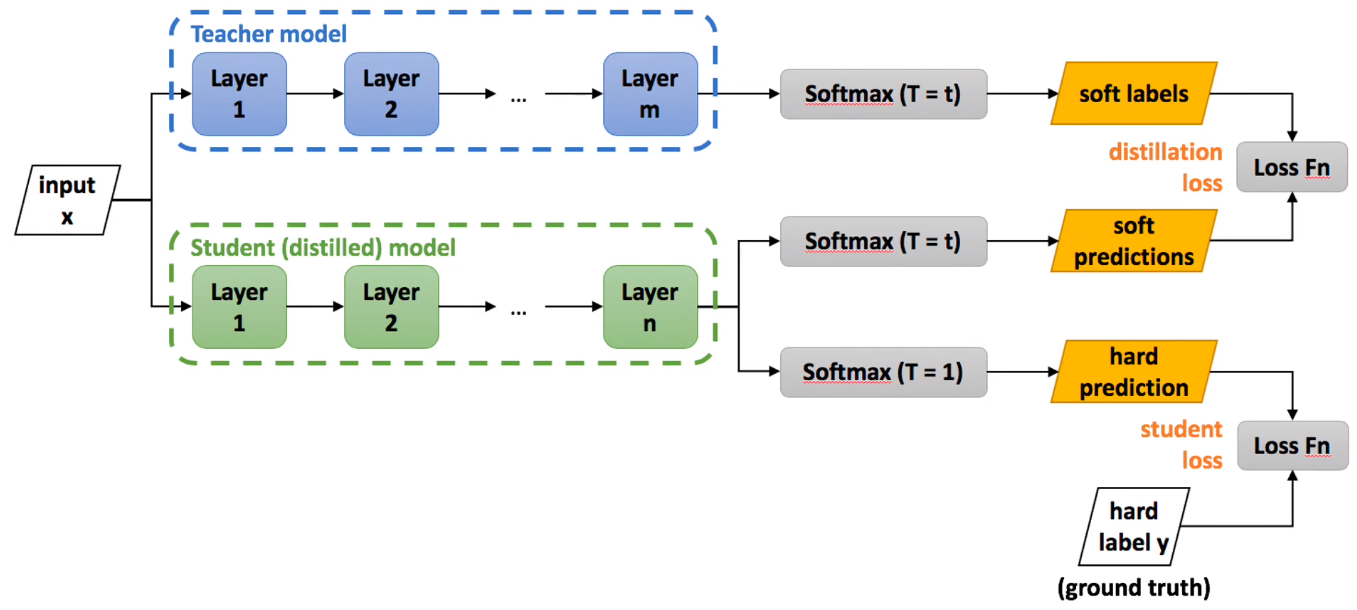 Teacher model
Layer
1
Layer
2
...
Layer
m
Softmax (T = t)
soft labels
distillation
loss
Loss Fn
input
x
Student (distilled) model
Layer
1
Layer
2
...
Layer
n
Softmax (T = t)
soft
predictions
Softmax (T = 1)
hard
prediction
student
loss
Loss Fn
hard
label y
(ground truth)